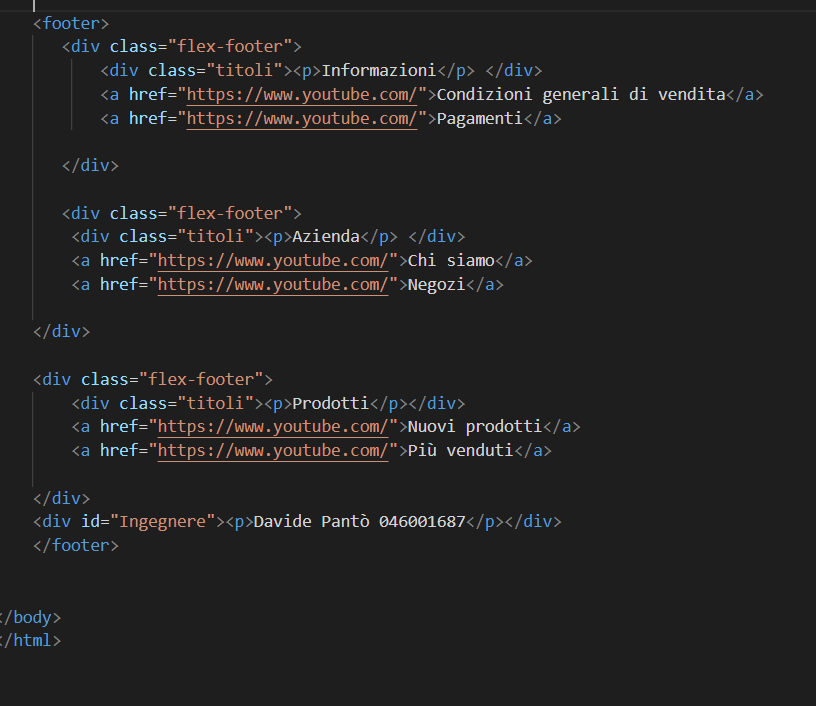 <footer>
<div class="flex-footer">
<div class="titoli"><p>Informazioni</p> </div>
<a href="https://www.youtube.com/">Condizioni generali di vendita</a>
<a href="https://www.youtube.com/">Pagamenti</a>
</div>
<div class="flex-footer">
<div class="titoli"><p>Azienda</p> </div>
<a href="https://www.youtube.com/">Chi siamo</a>
<a href="https://www.youtube.com/">Negozi</a>
</div>
<div class="flex-footer">
<div class="titoli"><p>Prodotti</p></div>
<a href="https://www.youtube.com/">Nuovi prodotti</a>
<a href="https://www.youtube.com/">Più venduti</a>
</div>
<div id="Ingegnere"><p>Davide Pantò 046001687</p></div>
</footer>
</body>
</html>